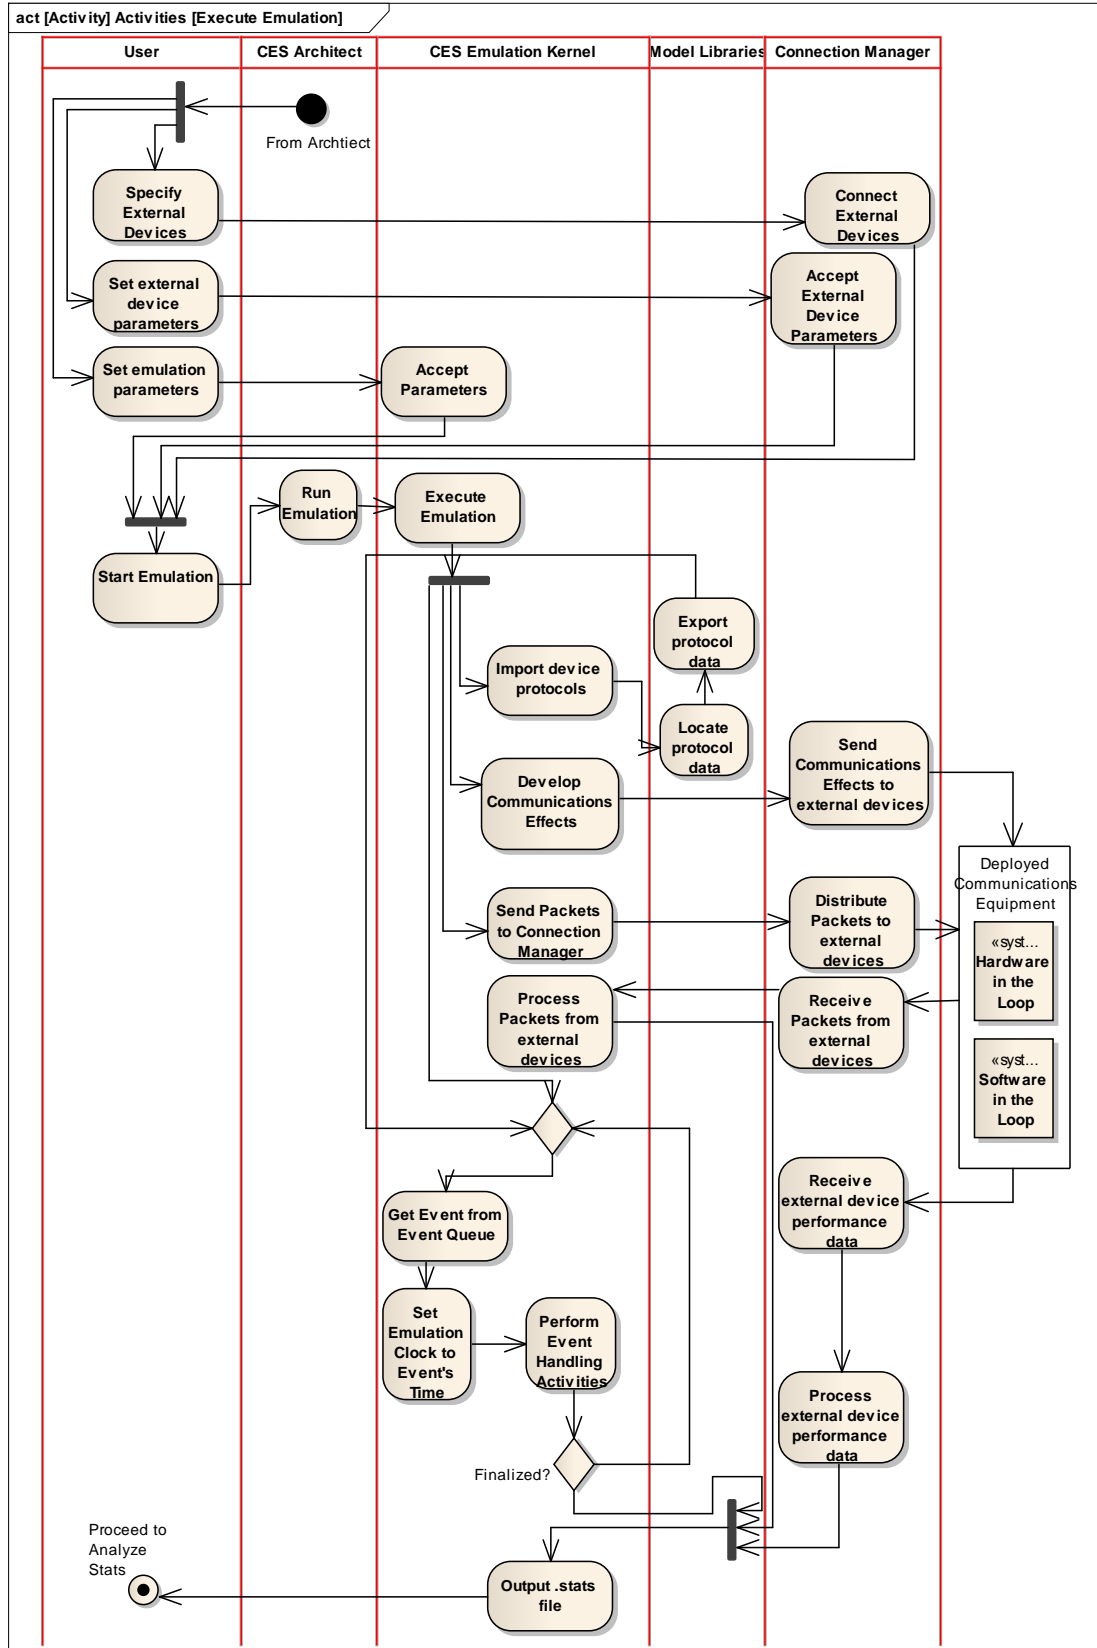 act [Activity] Activities [Execute Emulation]
User
CES Architect
CES Emulation Kernel
Model Libraries
Connection Manager
From Archtiect
Specify
External
Devices
Connect
External
Devices
Set external
device
parameters
Accept
External
Device
Parameters
Set emulation
parameters
Accept
Parameters
Run
Emulation
Execute
Emulation
Start Emulation
Export
protocol
data
Import device
protocols
Locate
protocol
data
Send
Communications
Effects to
external devices
Develop
Communications
Effects
Deployed
Communications
Equipment
Send Packets
to Connection
Manager
Distribute
Packets to
external
devices
«syst...
Hardware
in the
Loop
Process
Packets from
external
devices
Receive
Packets from
external
devices
«syst...
Software
in the
Loop
Receive
external device
performance
data
Get Event from
Event Queue
Set
Emulation
Clock to
Event's
Time
Perform
Event
Handling
Activities
Process
external device
performance
data
Finalized?
Proceed to
Analyze
Stats
Output .stats
file